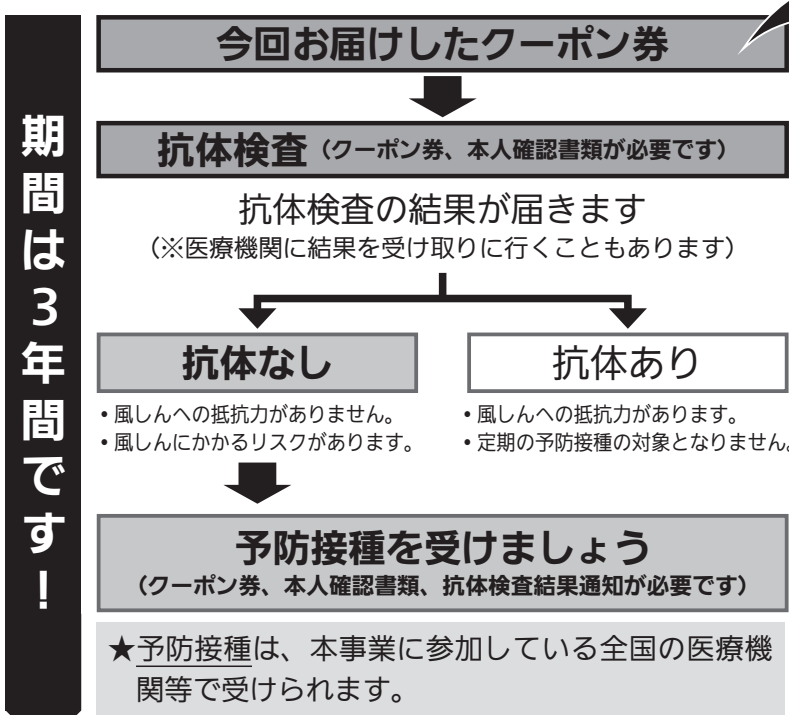 期間は3年間です!
今回お届けしたクーポン券
抗体検査(クーポン券、本人確認書類が必要です)
抗体検査の結果が届きます
(※医療機関に結果を受け取りに行くこともあります)
抗体なし
・風しんへの抵抗力がありません。
・風しんにかかるリスクがあります。
抗体あり
・風しんへの抵抗力があります。
・定期の予防接種の対象となりません。
予防接種を受けましょう
(クーポン券、本人確認書類、抗体検査結果通知が必要です)
★予防接種は、本事業に参加している全国の医療機
関等で受けられます。